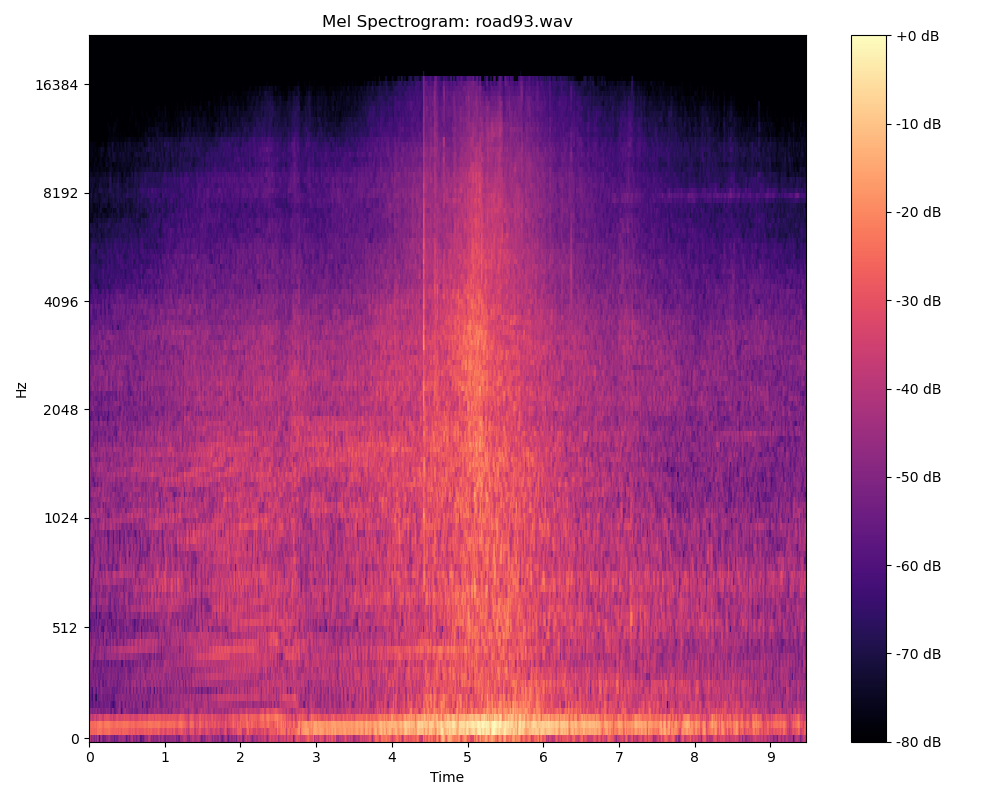 Mel Spectrogram: road93.wav
Hz
16384
8192
4096
2048
1024
512
0
0 1 2 3 4 5 6 7 8 9
Time
+0 dB
-10 dB
-20 dB
-30 dB
-40 dB
-50 dB
-60 dB
-70 dB
-80 dB